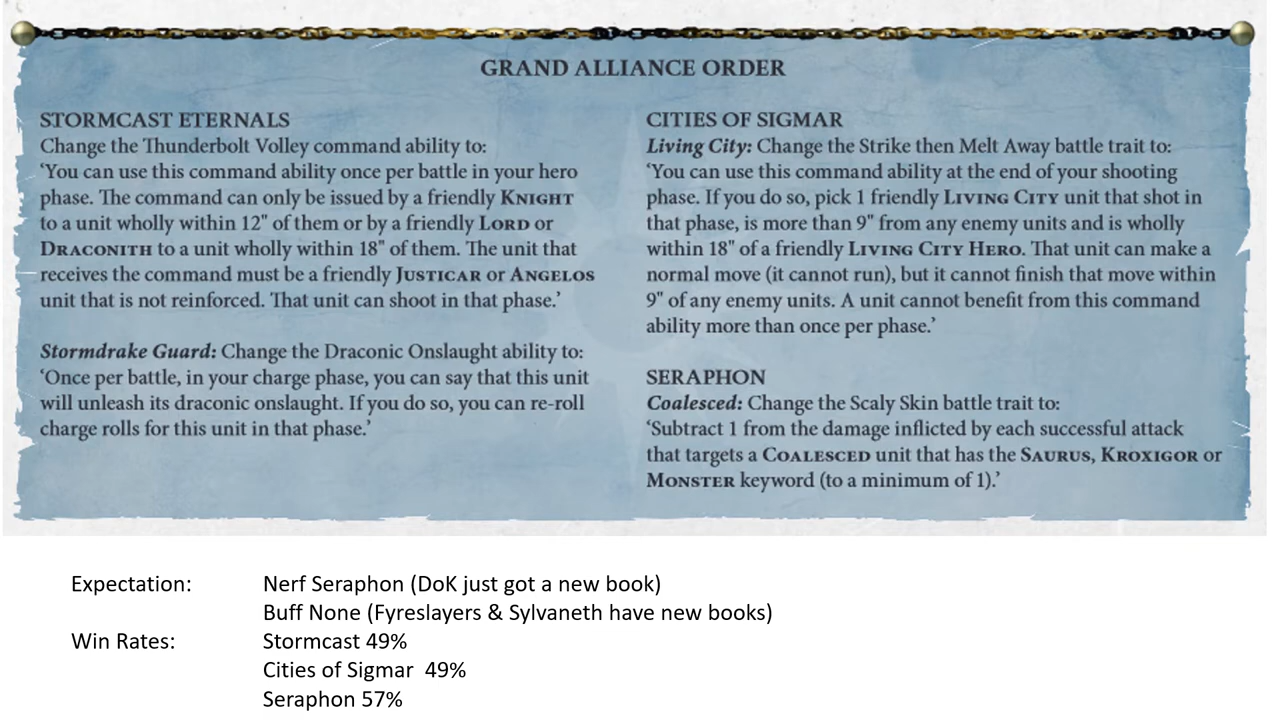 GRAND ALLIANCE ORDER
STORMCAST ETERNALS
Change the Thunderbolt Volley command ability to:
‘You can use this command ability once per battle in your hero
phase. The command can only be issued by a friendly KNIGHT
to a unit wholly within 12" of them or by a friendly LORD or
DRACONITH to a unit wholly within 18" of them. The unit that
receives the command must be a friendly JUSTICAR or ANGELOS
unit that is not reinforced. That unit can shoot in that phase.’
Stormdrake Guard: Change the Draconic Onslaught ability to:
‘Once per battle, in your charge phase, you can say that this unit
will unleash its draconic onslaught. If you do so, you can re-roll
charge rolls for this unit in that phase.’
CITIES OF SIGMAR
Living City: Change the Strike then Melt Away battle trait to:
‘You can use this command ability at the end of your shooting
phase. If you do so, pick 1 friendly LIVING CITY unit that shot in
that phase, is more than 9" from any enemy units and is wholly
within 18" of a friendly LIVING CITY HERO. That unit can make a
normal move (it cannot run), but it cannot finish that move within
9" of any enemy units. A unit cannot benefit from this command
ability more than once per phase.’
SERAPHON
Coalesced: Change the Scaly Skin battle trait to:
‘Subtract 1 from the damage inflicted by each successful attack
that targets a COALESCED unit that has the SAURUS, KROXIGOR or
MONSTER keyword (to a minimum of 1).’
Expectation: Nerf Seraphon (DoK just got a new book)
Buff None (Fyreslayers & Sylvaneth have new books)
Win Rates: Stormcast 49%
Cities of Sigmar 49%
Seraphon 57%